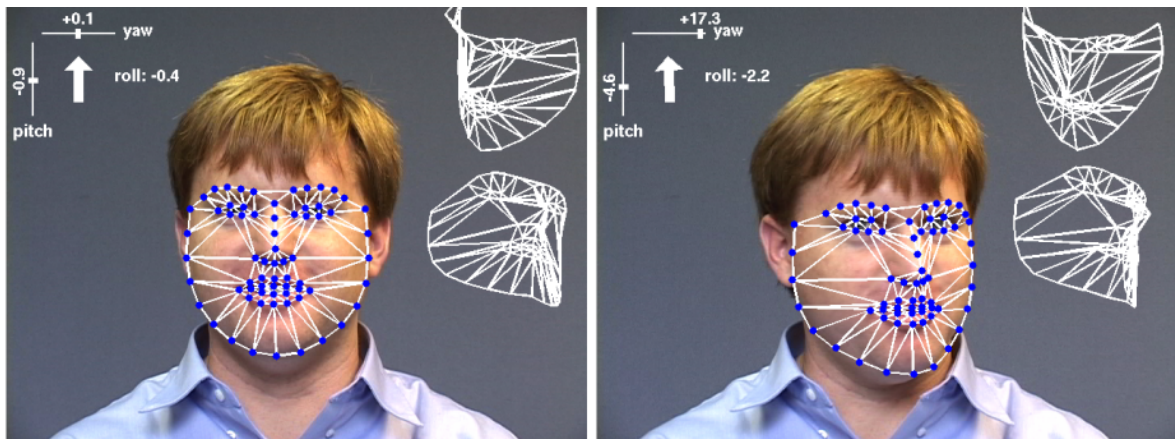 +0.1
yaw
-0.9
roll: -0.4
pitch
+17.3
yaw
-4.6
roll: -2.2
pitch